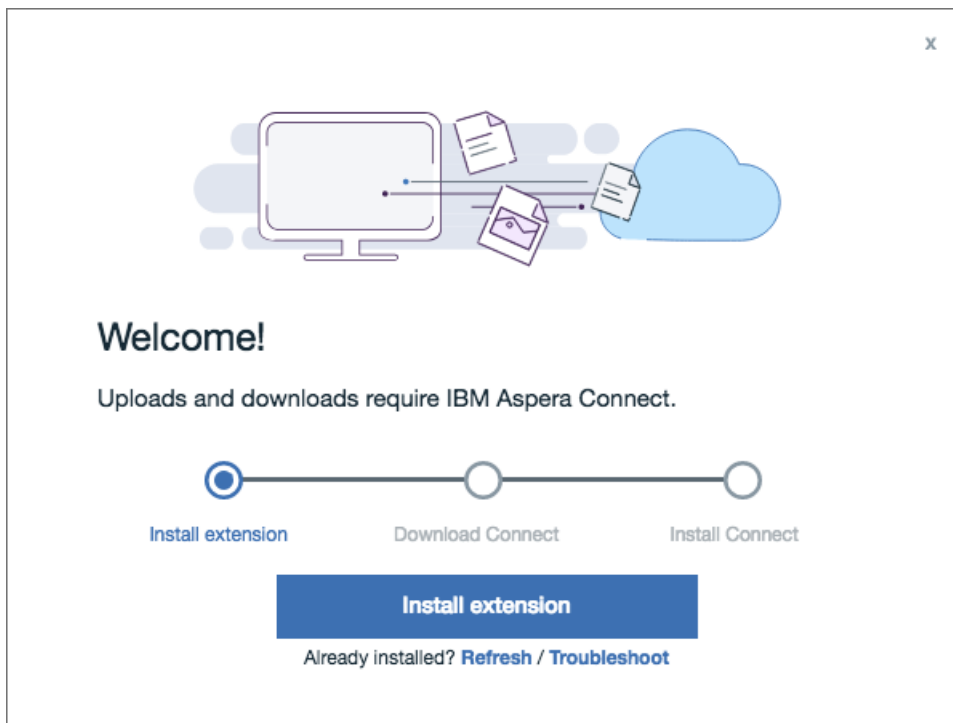 x
Welcome!
Uploads and downloads require IBM Aspera Connect.
Install extension
Download Connect
Install Connect
Install extension
Already installed? Refresh / Troubleshoot